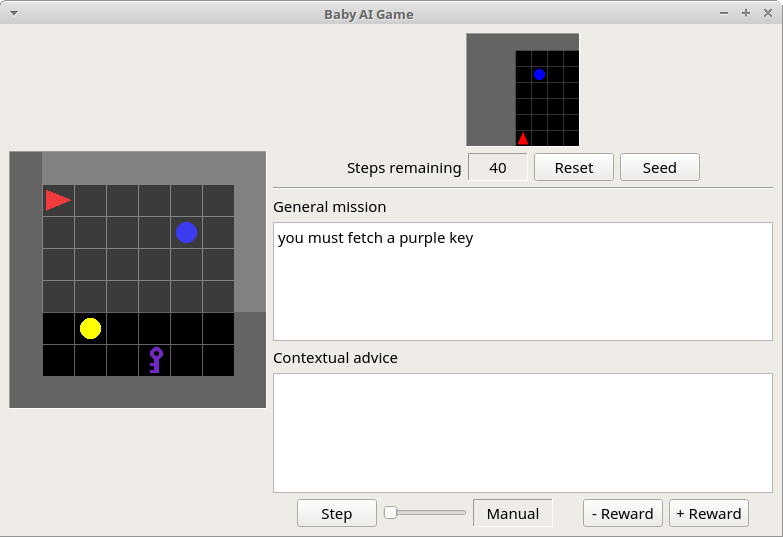 Baby AI Game
Steps remaining 40 Reset Seed
General mission
you must fetch a purple key
Contextual advice
Step Manual - Reward + Reward